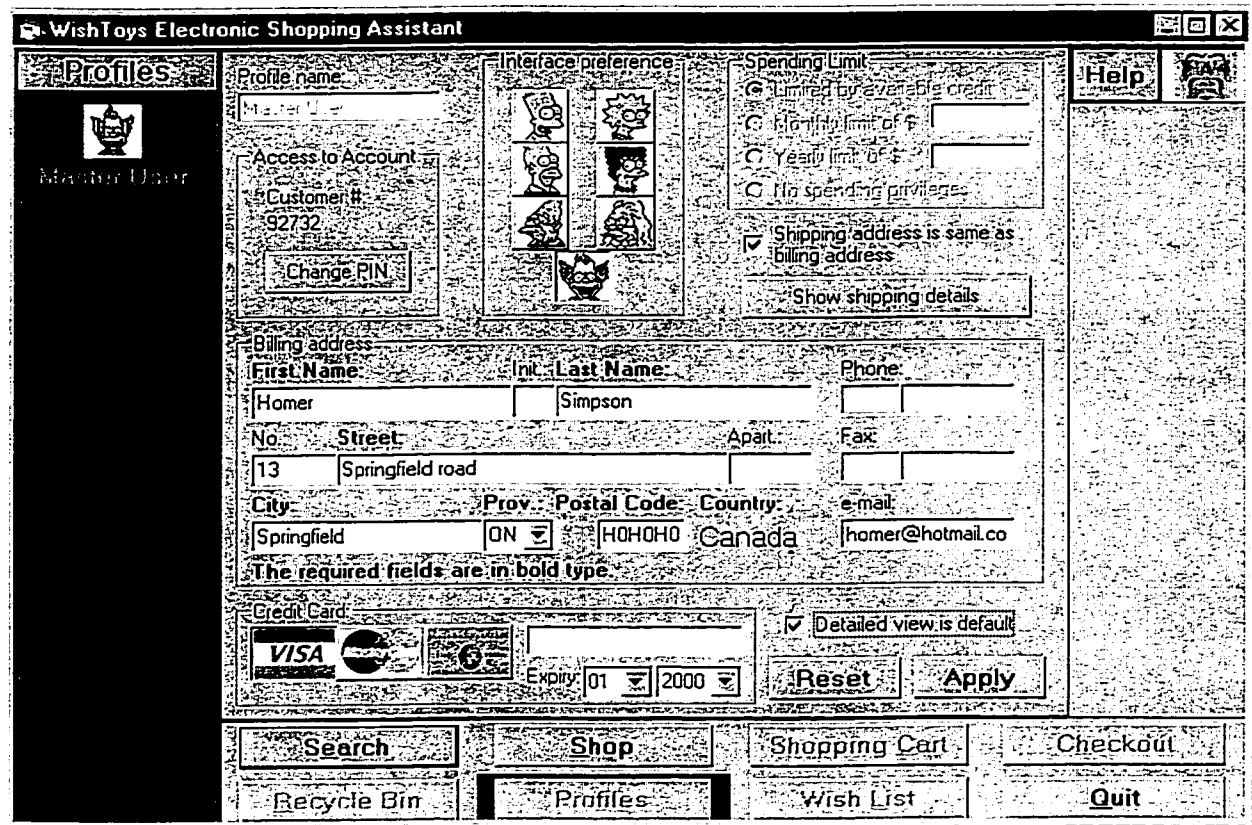 WishToys Electronic Shopping Assistant
Profiles
Master User
Profile name:
Master User
Access to Account
Customer #:
92732
Change PIN
Interface preference
Spending Limit
Limited by available credit
Monthly limit of $
Yearly limit of $
No spending privileges
Shipping address is same as
billing address
Show shipping details
Help
Billing address
First Name: Init.: Last Name: Phone:
Homer Simpson
No.: Street: Apart.: Fax:
13 Springfield road
City: Prov.: Postal Code: Country: e-mail:
Springfield ON H0H0H0 Canada homer@hotmail.co
The required fields are in bold type.
Credit Card:
VISA
Expiry: 01 2000
Detailed view is default
Reset Apply
Search Shop Shopping Cart Checkout
Recycle Bin Profiles Wish List Quit